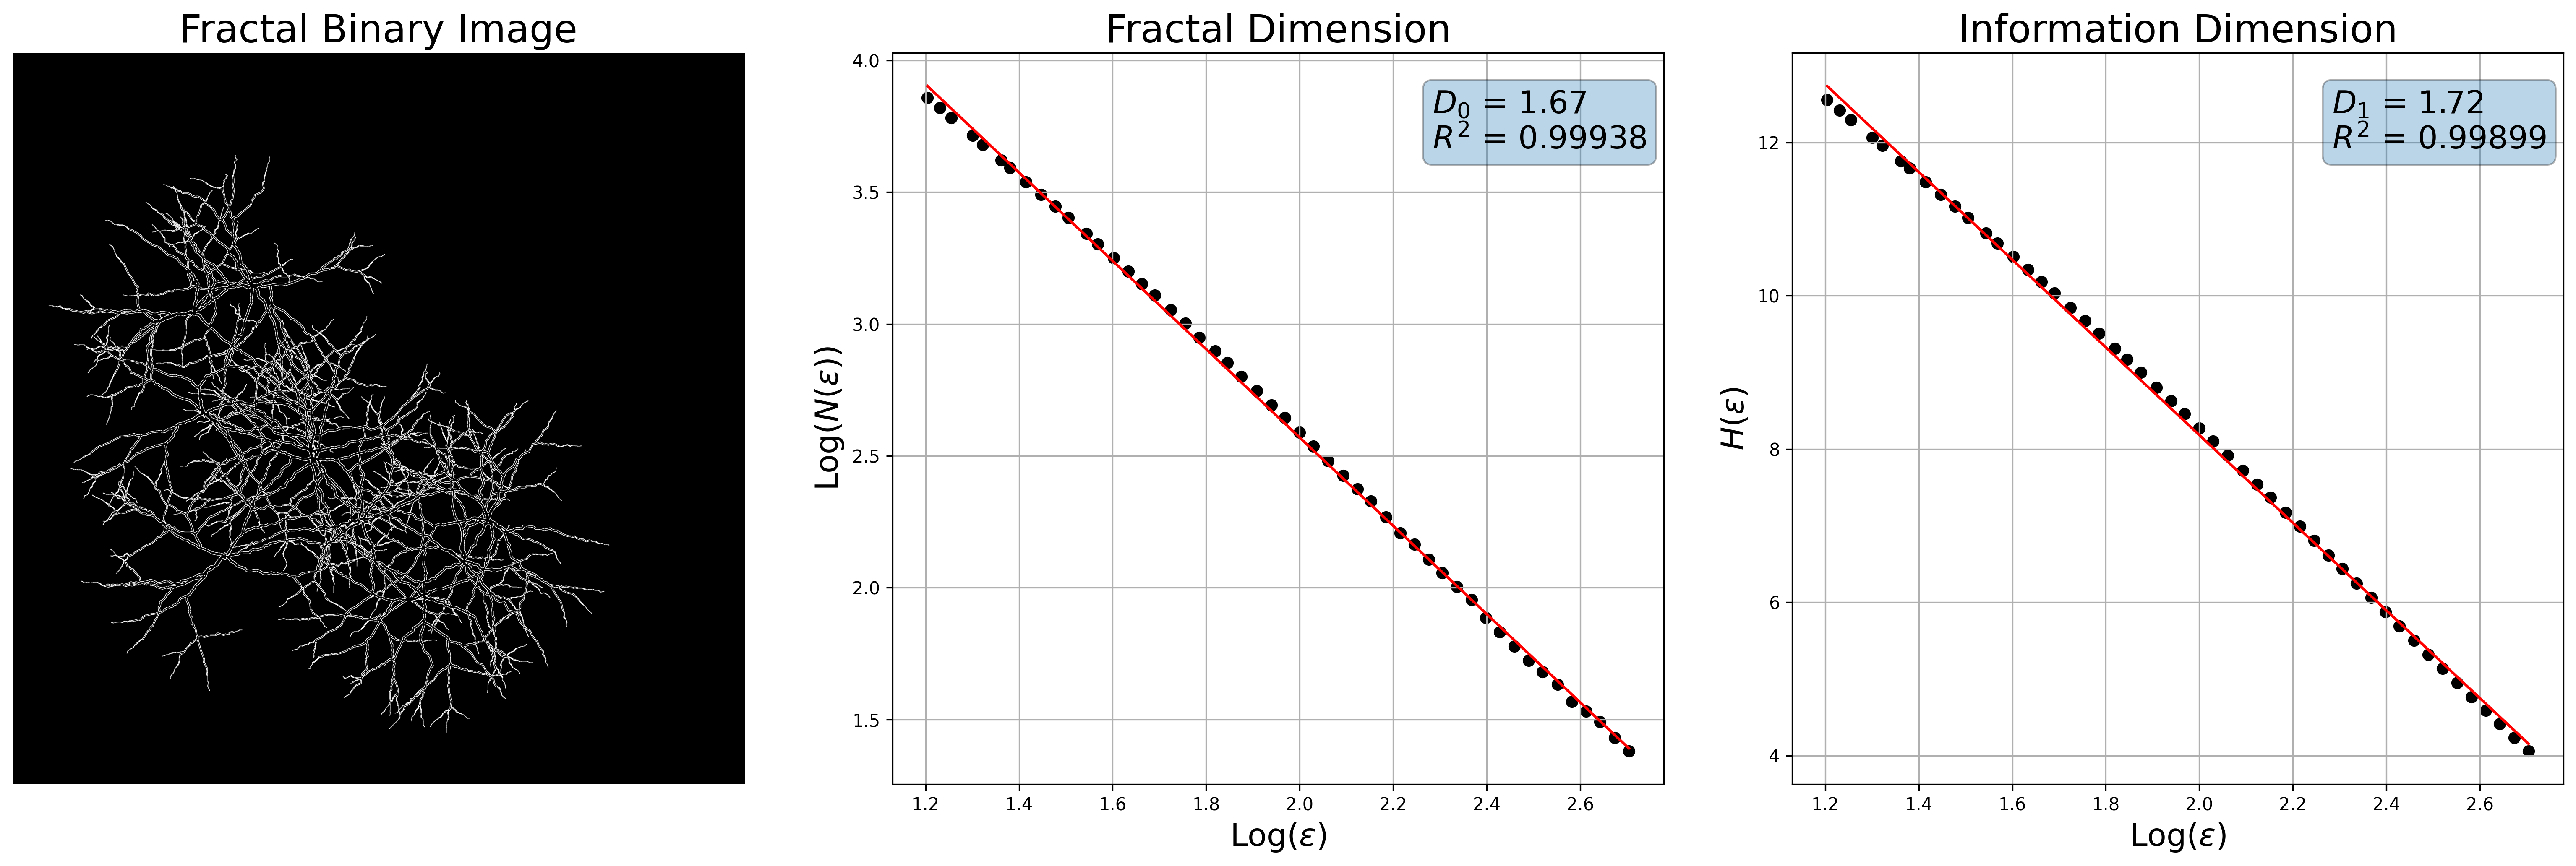 Fractal Binary Image
Fractal Dimension
4.0
3.5
3.0
2.5
2.0
1.5
Log(N(ε))
D₀ = 1.67
R² = 0.99938
1.2 1.4 1.6 1.8 2.0 2.2 2.4 2.6
Log(ε)
Information Dimension
12
10
8
6
4
H(ε)
D₁ = 1.72
R² = 0.99899
1.2 1.4 1.6 1.8 2.0 2.2 2.4 2.6
Log(ε)